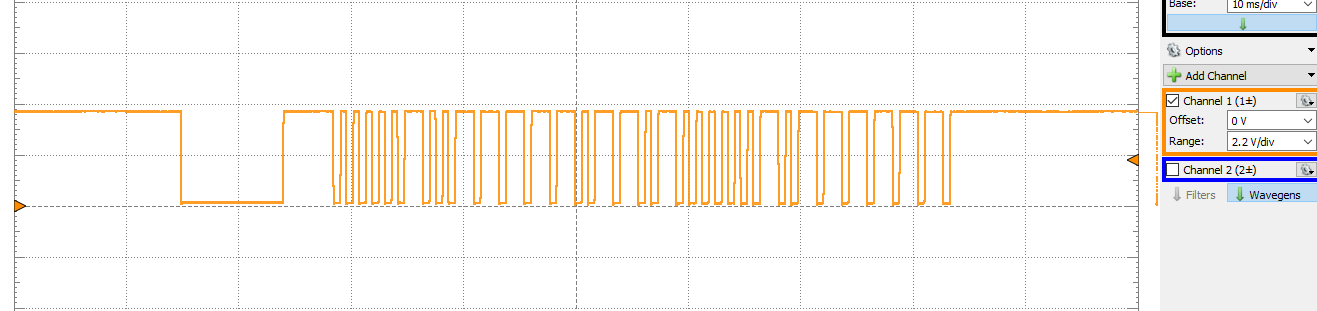 Base: 10 ms/div
Options
Add Channel
Channel 1 (1±)
Offset: 0 V
Range: 2.2 V/div
Channel 2 (2±)
Filters Wavegens